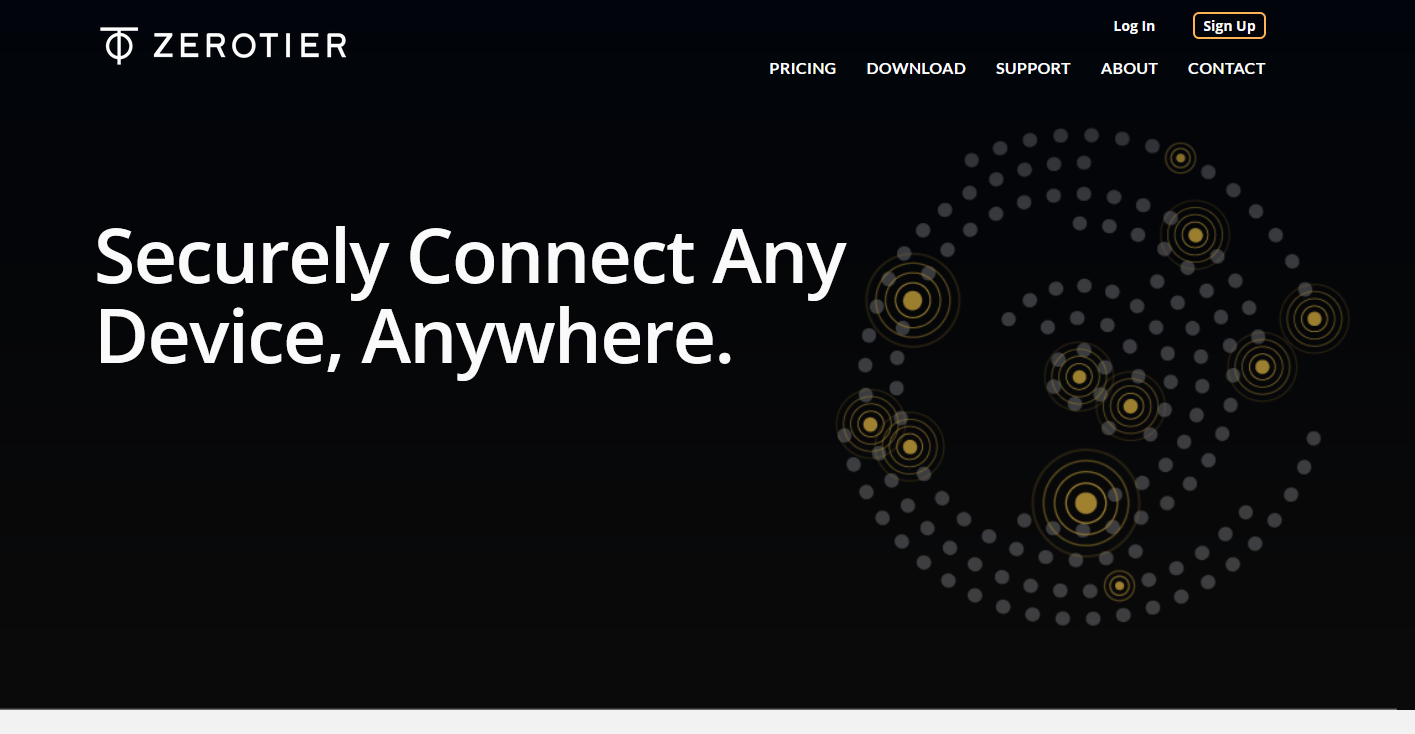 Log In
Sign Up
ZEROTIER
PRICING DOWNLOAD SUPPORT ABOUT CONTACT
Securely Connect Any
Device, Anywhere.